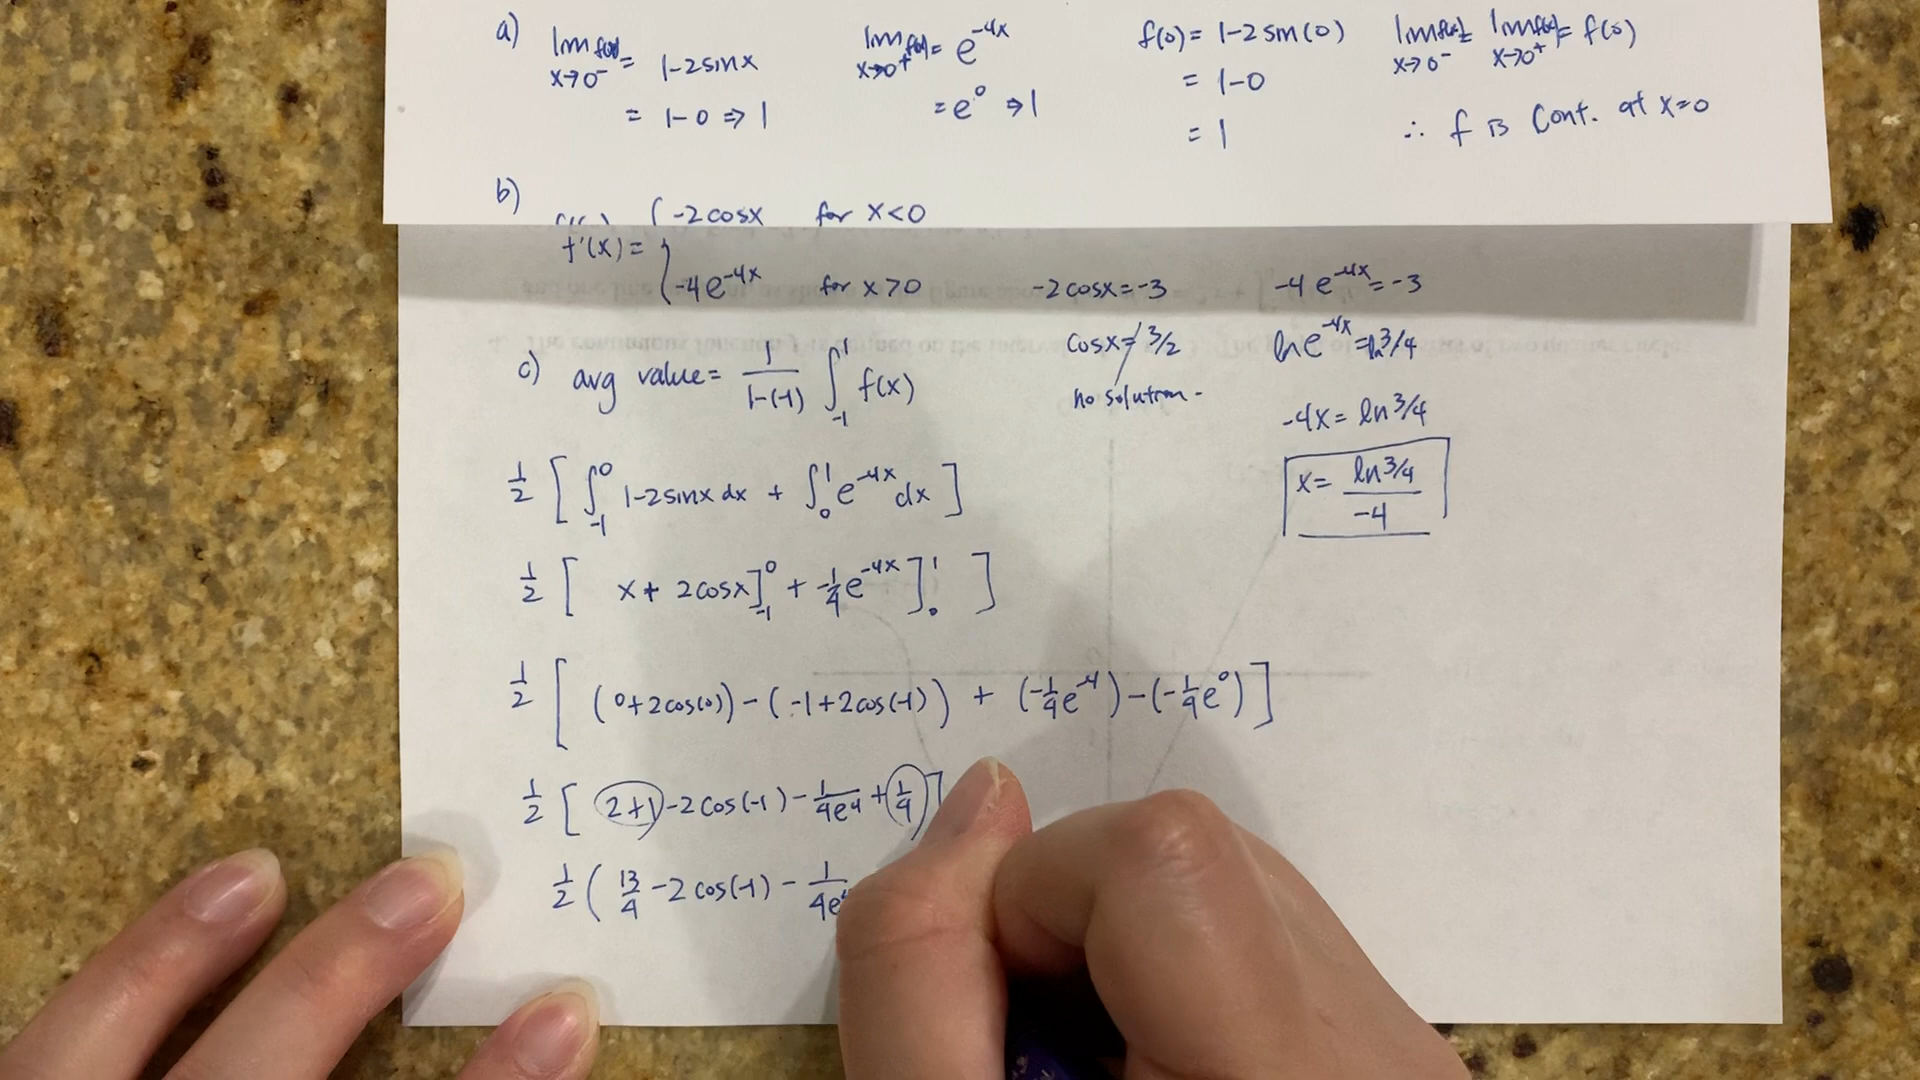 a) lim x→0⁻ f(x) = 1-2sinx
= 1-0 ⇒ 1
lim x→0⁺ f(x) = e^-4x
= e^0 ⇒ 1
f(0) = 1-2sin(0)
= 1-0
= 1
lim x→0⁻ f(x) = lim x→0⁺ f(x) = f(0)
∴ f is cont. at x=0
b)
f'(x) = { -2cosx for x<0
-4e^-4x for x>0
-2cosx = -3
cosx = 3/2
no solution.
-4e^-4x = -3
ln e^-4x = ln 3/4
-4x = ln 3/4
x = ln 3/4 / -4
c) avg value = 1/1-(-1) ∫_-1^1 f(x)
1/2 [ ∫_-1^0 1-2sinx dx + ∫_0^1 e^-4x dx ]
1/2 [ x + 2cosx ]_-1^0 + -1/4 e^-4x ]_0^1 ]
1/2 [ (0+2cos(0)) - (-1+2cos(-1)) + (-1/4 e^-4) - (-1/4 e^0) ]
1/2 [ 2+1 -2cos(-1) - 1/4e^4 + 1/4 ]
1/2 ( 13/4 - 2cos(-1) - 1/4e^4